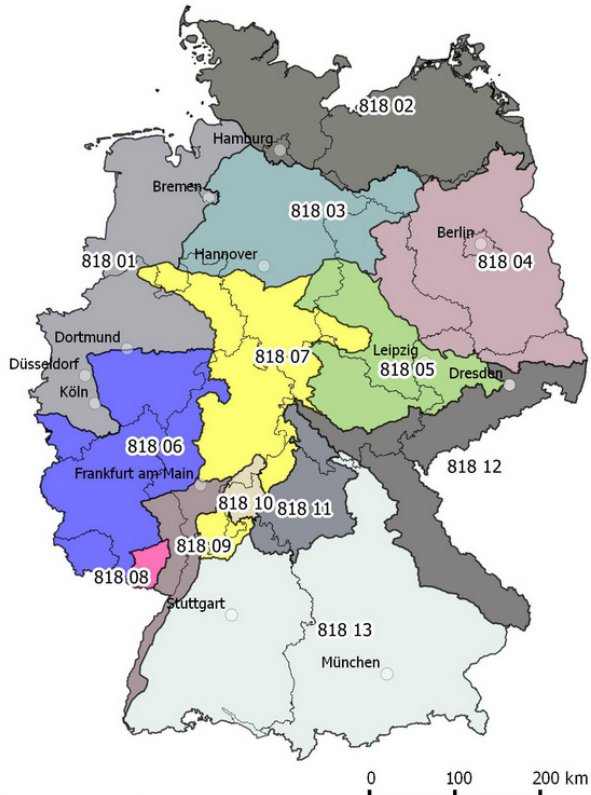 818 02
Hamburg
Bremen
818 03
Berlin
Hannover
818 01
818 04
Dortmund
818 07
Leipzig
Düsseldorf
818 05
Dresden
Köln
818 06
818 12
Frankfurt am Main
818 10
818 11
818 09
818 08
Stuttgart
818 13
München
0 100 200 km